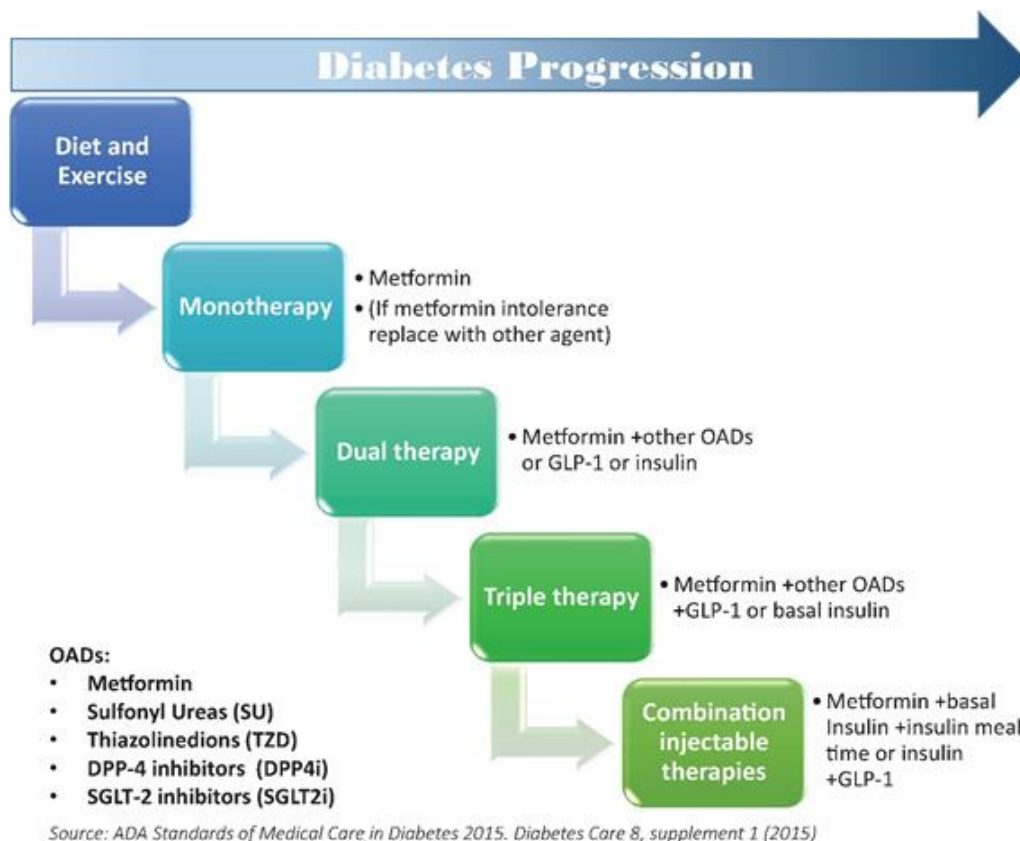 Diabetes Progression
Diet and
Exercise
Monotherapy
• Metformin
• (If metformin intolerance
replace with other agent)
Dual therapy
• Metformin +other OADs
or GLP-1 or insulin
Triple therapy
• Metformin +other OADs
+GLP-1 or basal insulin
Combination
injectable
therapies
• Metformin +basal
Insulin +insulin meal
time or insulin
+GLP-1
OADs:
• Metformin
• Sulfonyl Ureas (SU)
• Thiazolinedions (TZD)
• DPP-4 inhibitors (DPP4i)
• SGLT-2 inhibitors (SGLT2i)
Source: ADA Standards of Medical Care in Diabetes 2015. Diabetes Care 8, supplement 1 (2015)